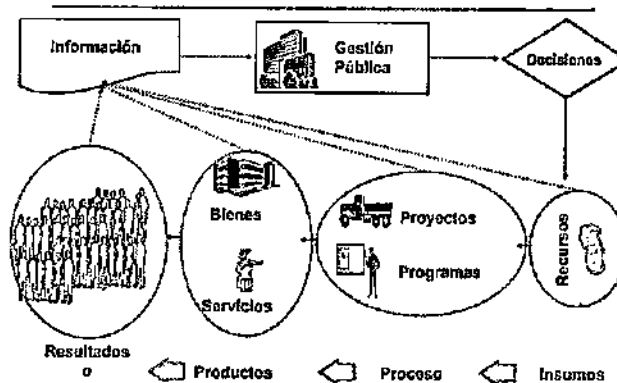 Información
Gestión
Pública
Decisiones
Bienes
Servicios
Proyectos
Programas
Recursos
Resultados
o
Productos
Proceso
Insumos